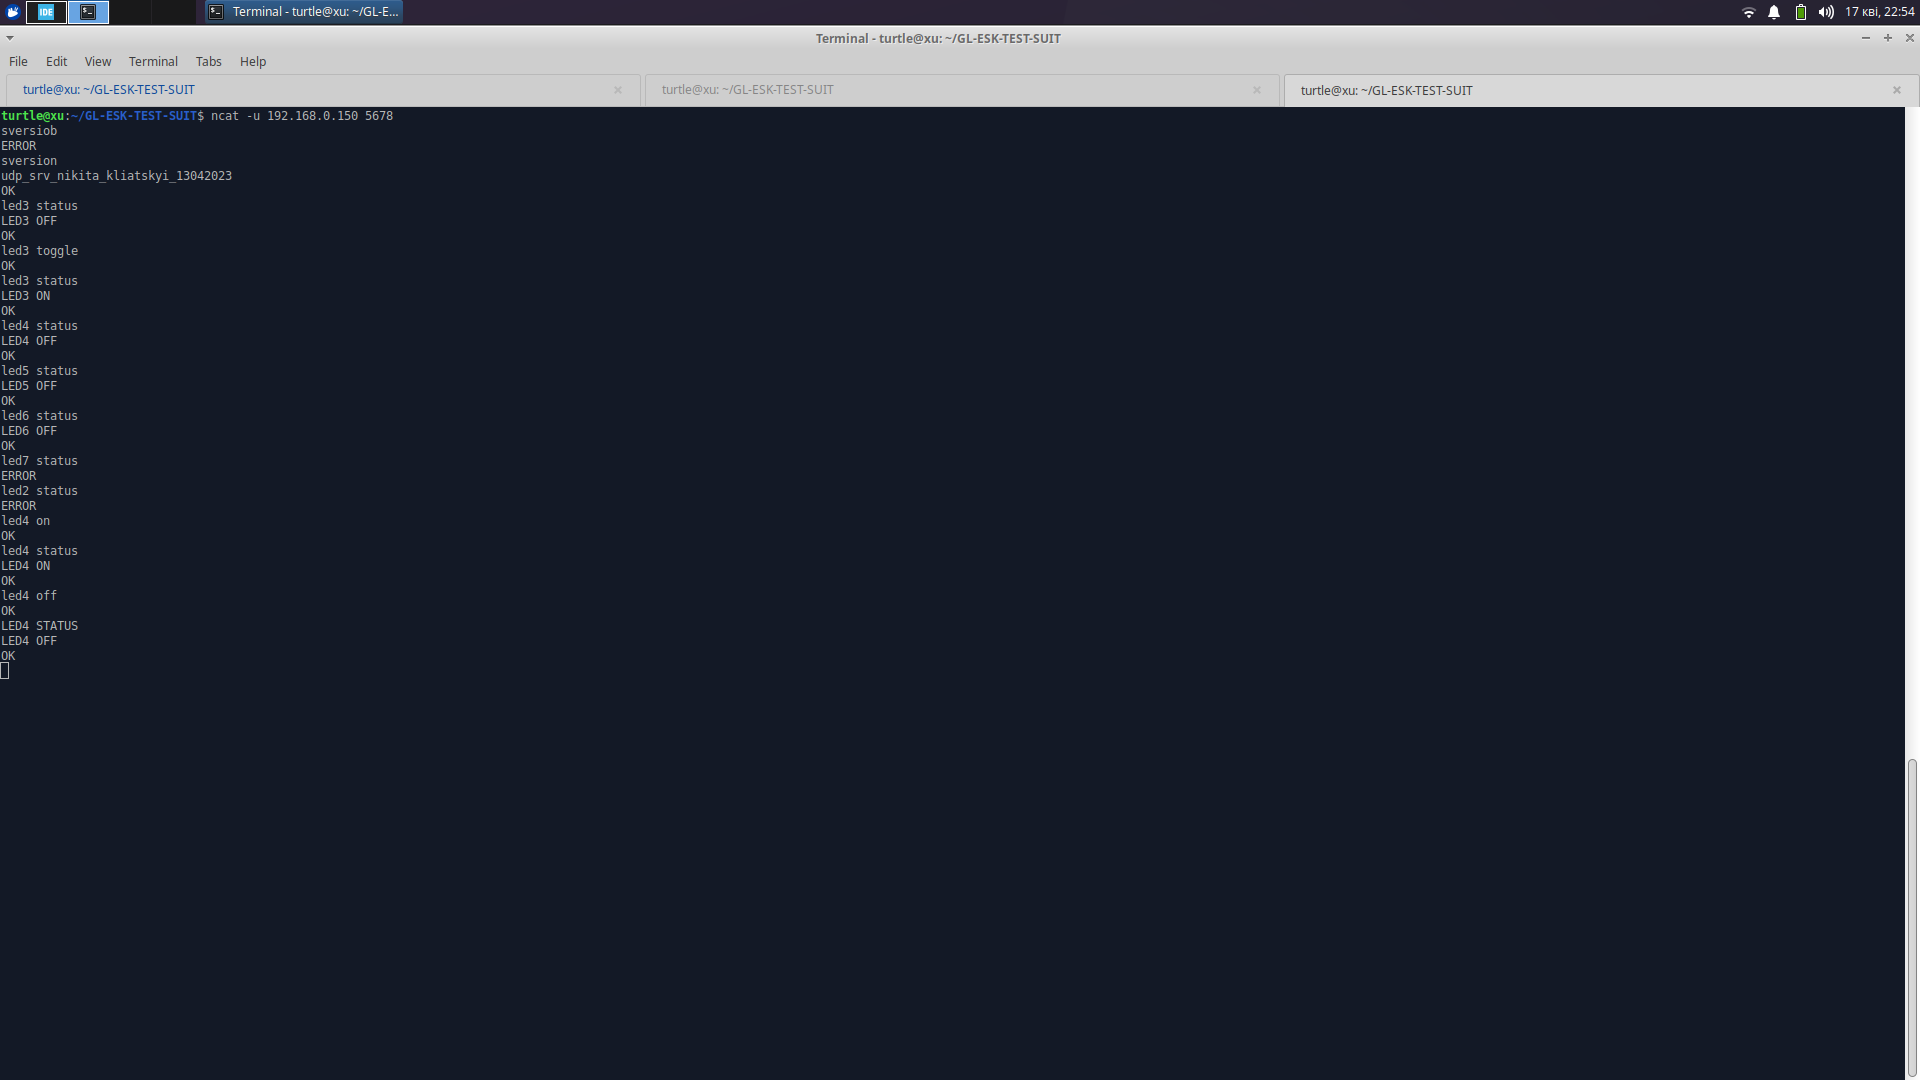 IDE
Terminal - turtle@xu: ~/GL-E...
17 кві, 22:54
Terminal - turtle@xu: ~/GL-ESK-TEST-SUIT
File Edit View Terminal Tabs Help
turtle@xu: ~/GL-ESK-TEST-SUIT
turtle@xu: ~/GL-ESK-TEST-SUIT
turtle@xu: ~/GL-ESK-TEST-SUIT
turtle@xu:~/GL-ESK-TEST-SUIT$ ncat -u 192.168.0.150 5678
sversiob
ERROR
sversion
udp_srv_nikita_kliatskyi_13042023
OK
led3 status
LED3 OFF
OK
led3 toggle
OK
led3 status
LED3 ON
OK
led4 status
LED4 OFF
OK
led5 status
LED5 OFF
OK
led6 status
LED6 OFF
OK
led7 status
ERROR
led2 status
ERROR
led4 on
OK
led4 status
LED4 ON
OK
led4 off
OK
LED4 STATUS
LED4 OFF
OK